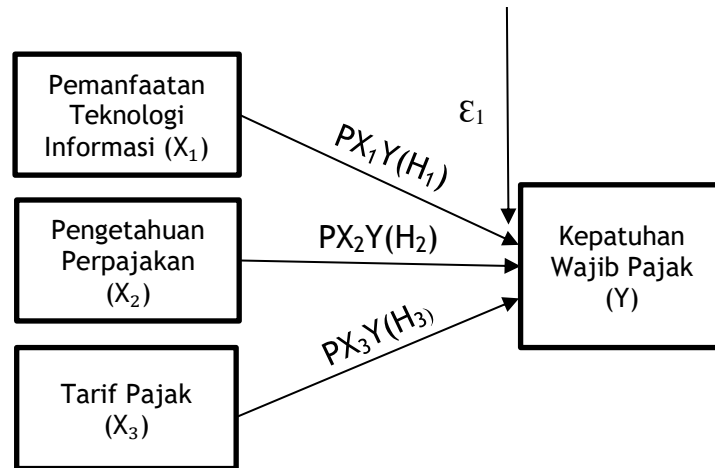 Pemanfaatan
Teknologi
Informasi (X₁)
PX₁Y(H₁)
ε₁
Pengetahuan
Perpajakan
(X₂)
PX₂Y(H₂)
Kepatuhan
Wajib Pajak
(Y)
Tarif Pajak
(X₃)
PX₃Y(H₃)